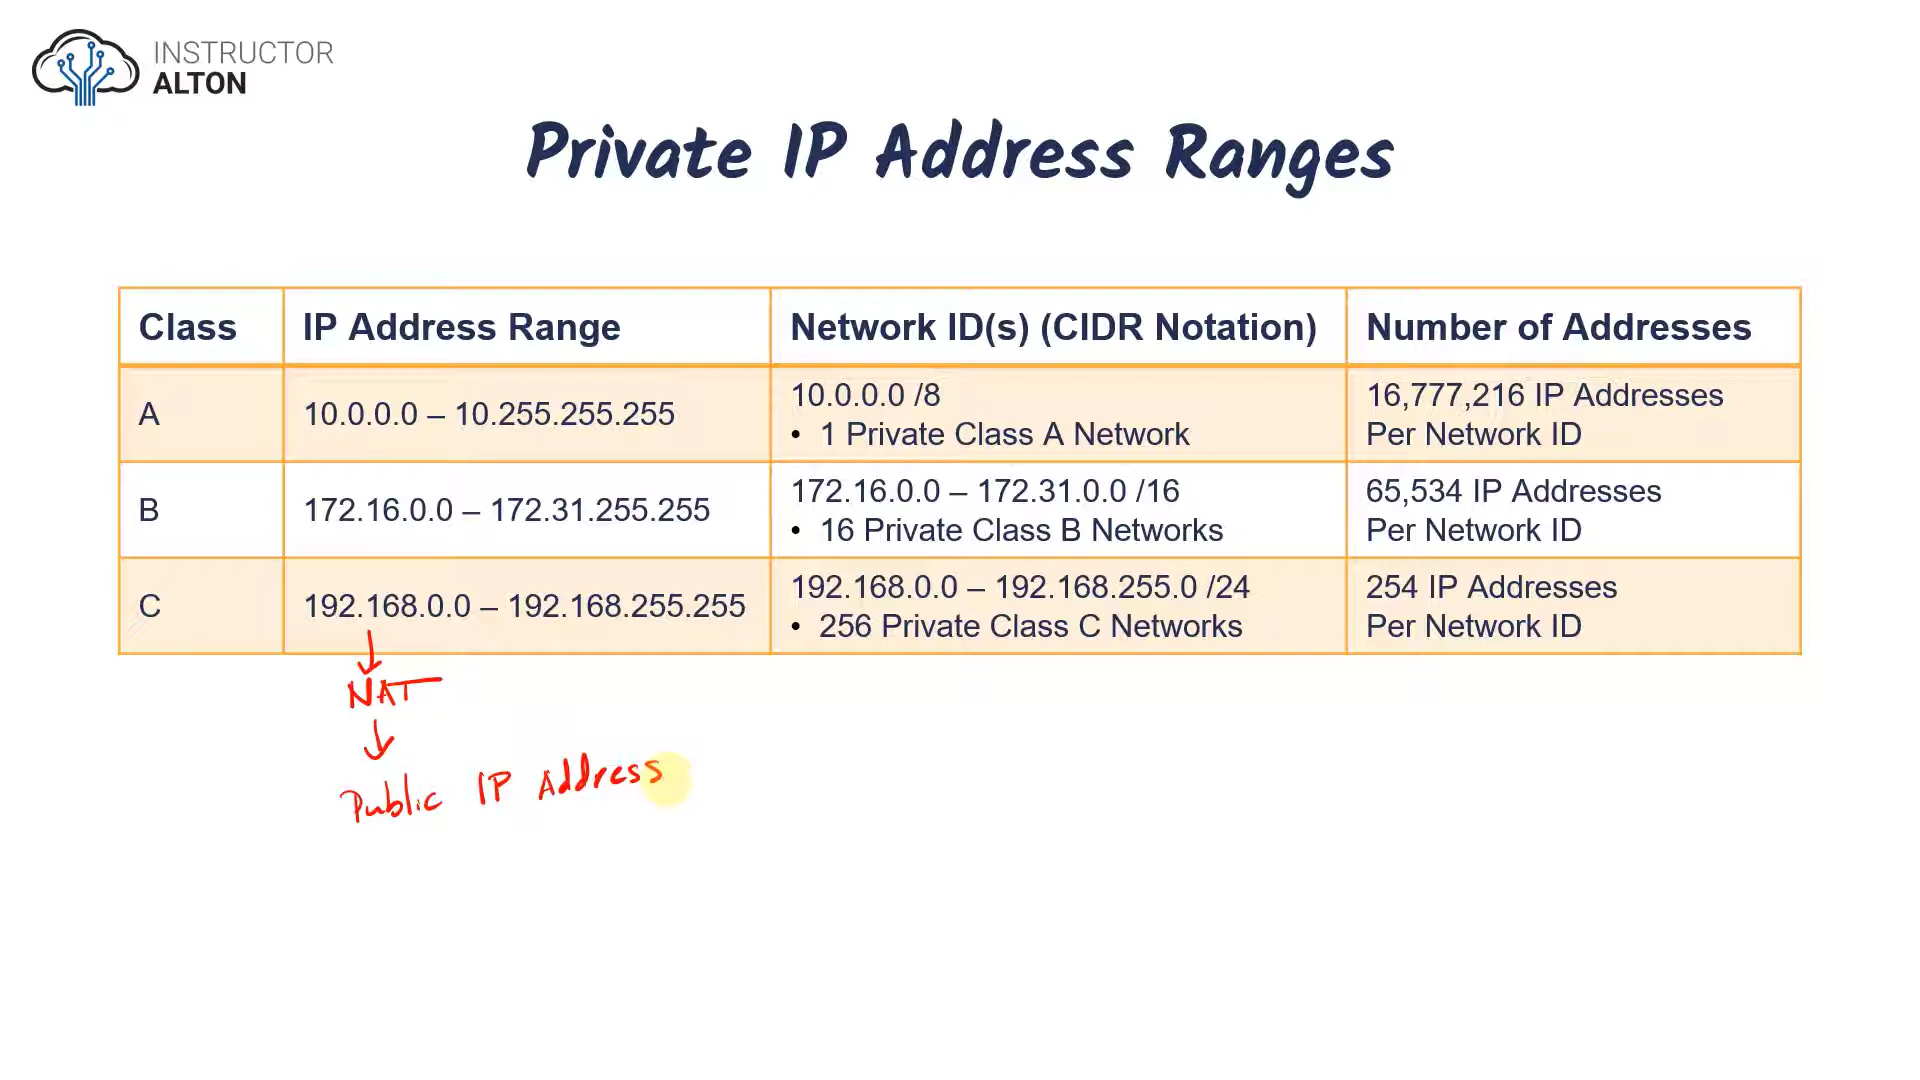 INSTRUCTOR
ALTON
Private IP Address Ranges
Class
IP Address Range
Network ID(s) (CIDR Notation)
Number of Addresses
A
10.0.0.0 – 10.255.255.255
10.0.0.0 /8
• 1 Private Class A Network
16,777,216 IP Addresses
Per Network ID
B
172.16.0.0 – 172.31.255.255
172.16.0.0 – 172.31.0.0 /16
• 16 Private Class B Networks
65,534 IP Addresses
Per Network ID
C
192.168.0.0 – 192.168.255.255
192.168.0.0 – 192.168.255.0 /24
• 256 Private Class C Networks
254 IP Addresses
Per Network ID
NAT
Public IP Address